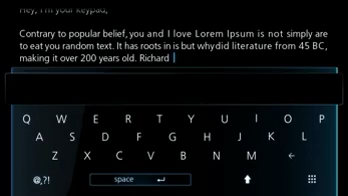 Hey, I'm your keypad,
Contrary to popular belief, you and I love Lorem Ipsum is not simply are
to eat you random text. It has roots in is but whydid literature from 45 BC,
making it over 200 years old. Richard
Q W E R T Y U I O P
A S D F G H J K L
Z X C V B N M ←
@,?! space